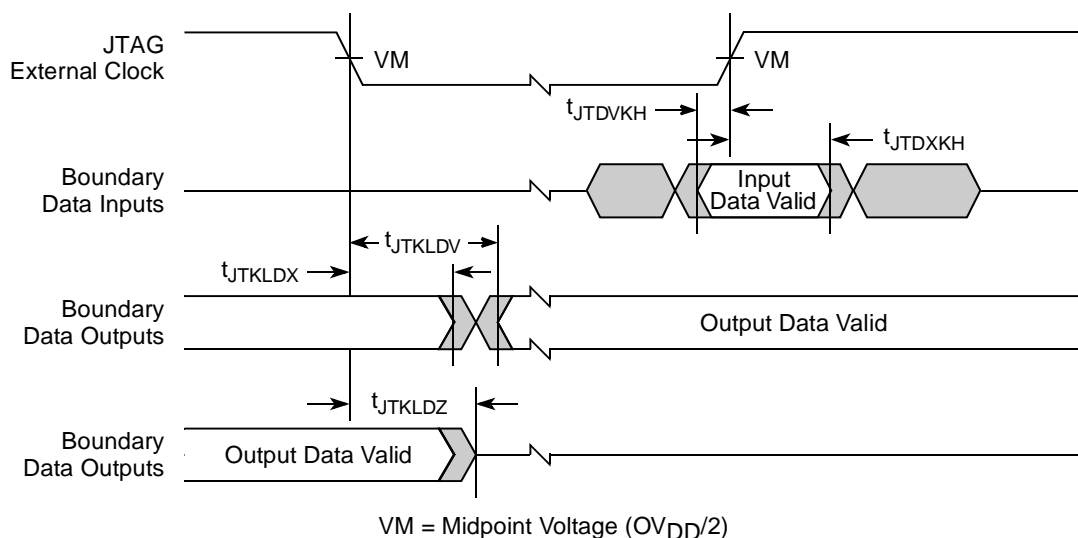 JTAG
External Clock
VM
VM
tJTDVKH
tJTDXKH
Boundary
Data Inputs
Input
Data Valid
tJTKLDV
tJTKLDX
Boundary
Data Outputs
Output Data Valid
tJTKLDZ
Boundary
Data Outputs
Output Data Valid
VM = Midpoint Voltage (OVDD/2)